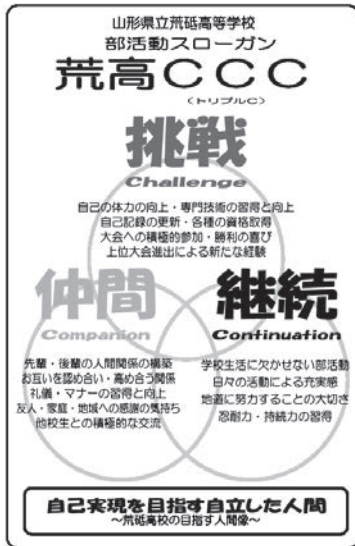 山形県立荒砥高等学校
部活動スローガン
荒高CCC
(トリプルC)
挑戦
Challenge
自己の体力の向上・専門技術の習得と向上
自己記録の更新・各種の資格取得
大会への積極的参加・勝利の喜び
上位大会進出による新たな経験
仲間
Companion
先輩・後輩の人間関係の構築
お互いを認め合い・高め合う関係
礼儀・マナーの習得と向上
友人・家庭・地域への感謝の気持ち
他校生との積極的な交流
継続
Continuation
学校生活に欠かせない部活動
日々の活動による充実感
地道に努力することの大切さ
忍耐力・持続力の習得
自己実現を目指す自立した人間
～荒砥高校の目指す人間像～